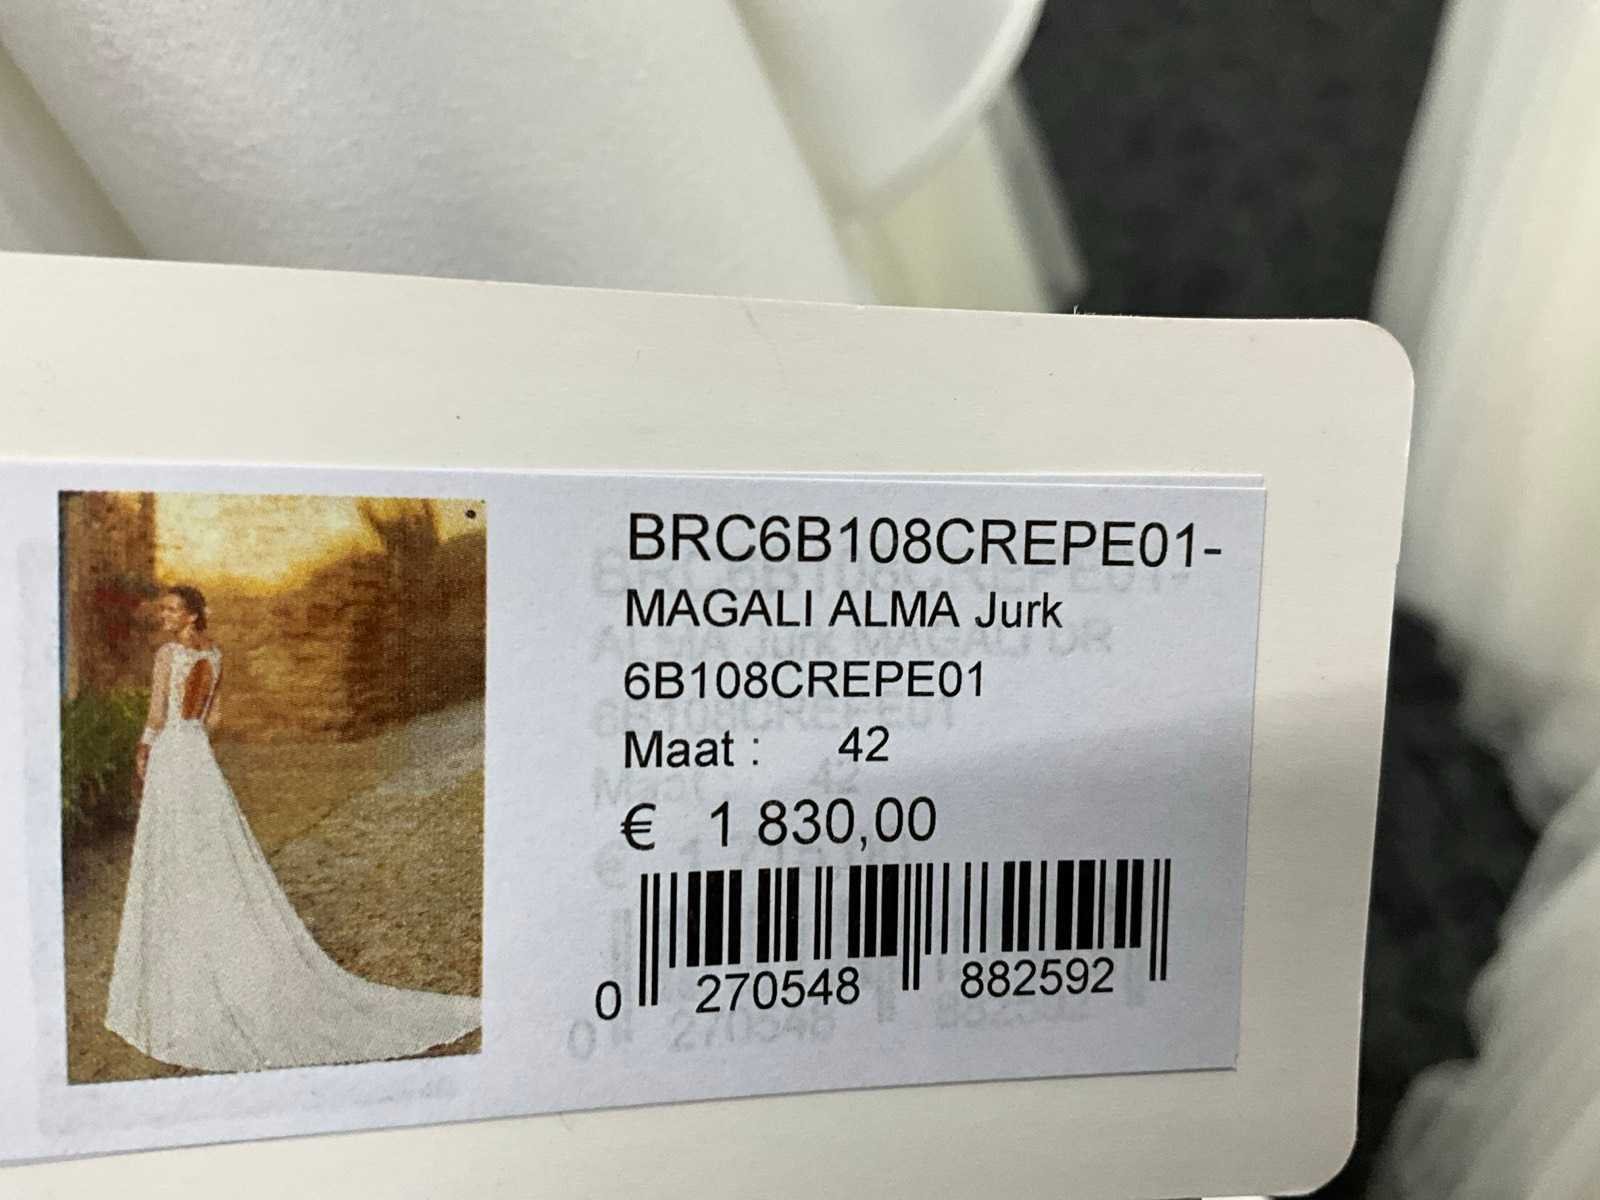 BRC6B108CREPE01-
MAGALI ALMA Jurk
6B108CREPE01
Maat : 42
€ 1 830,00
0 270548 882592